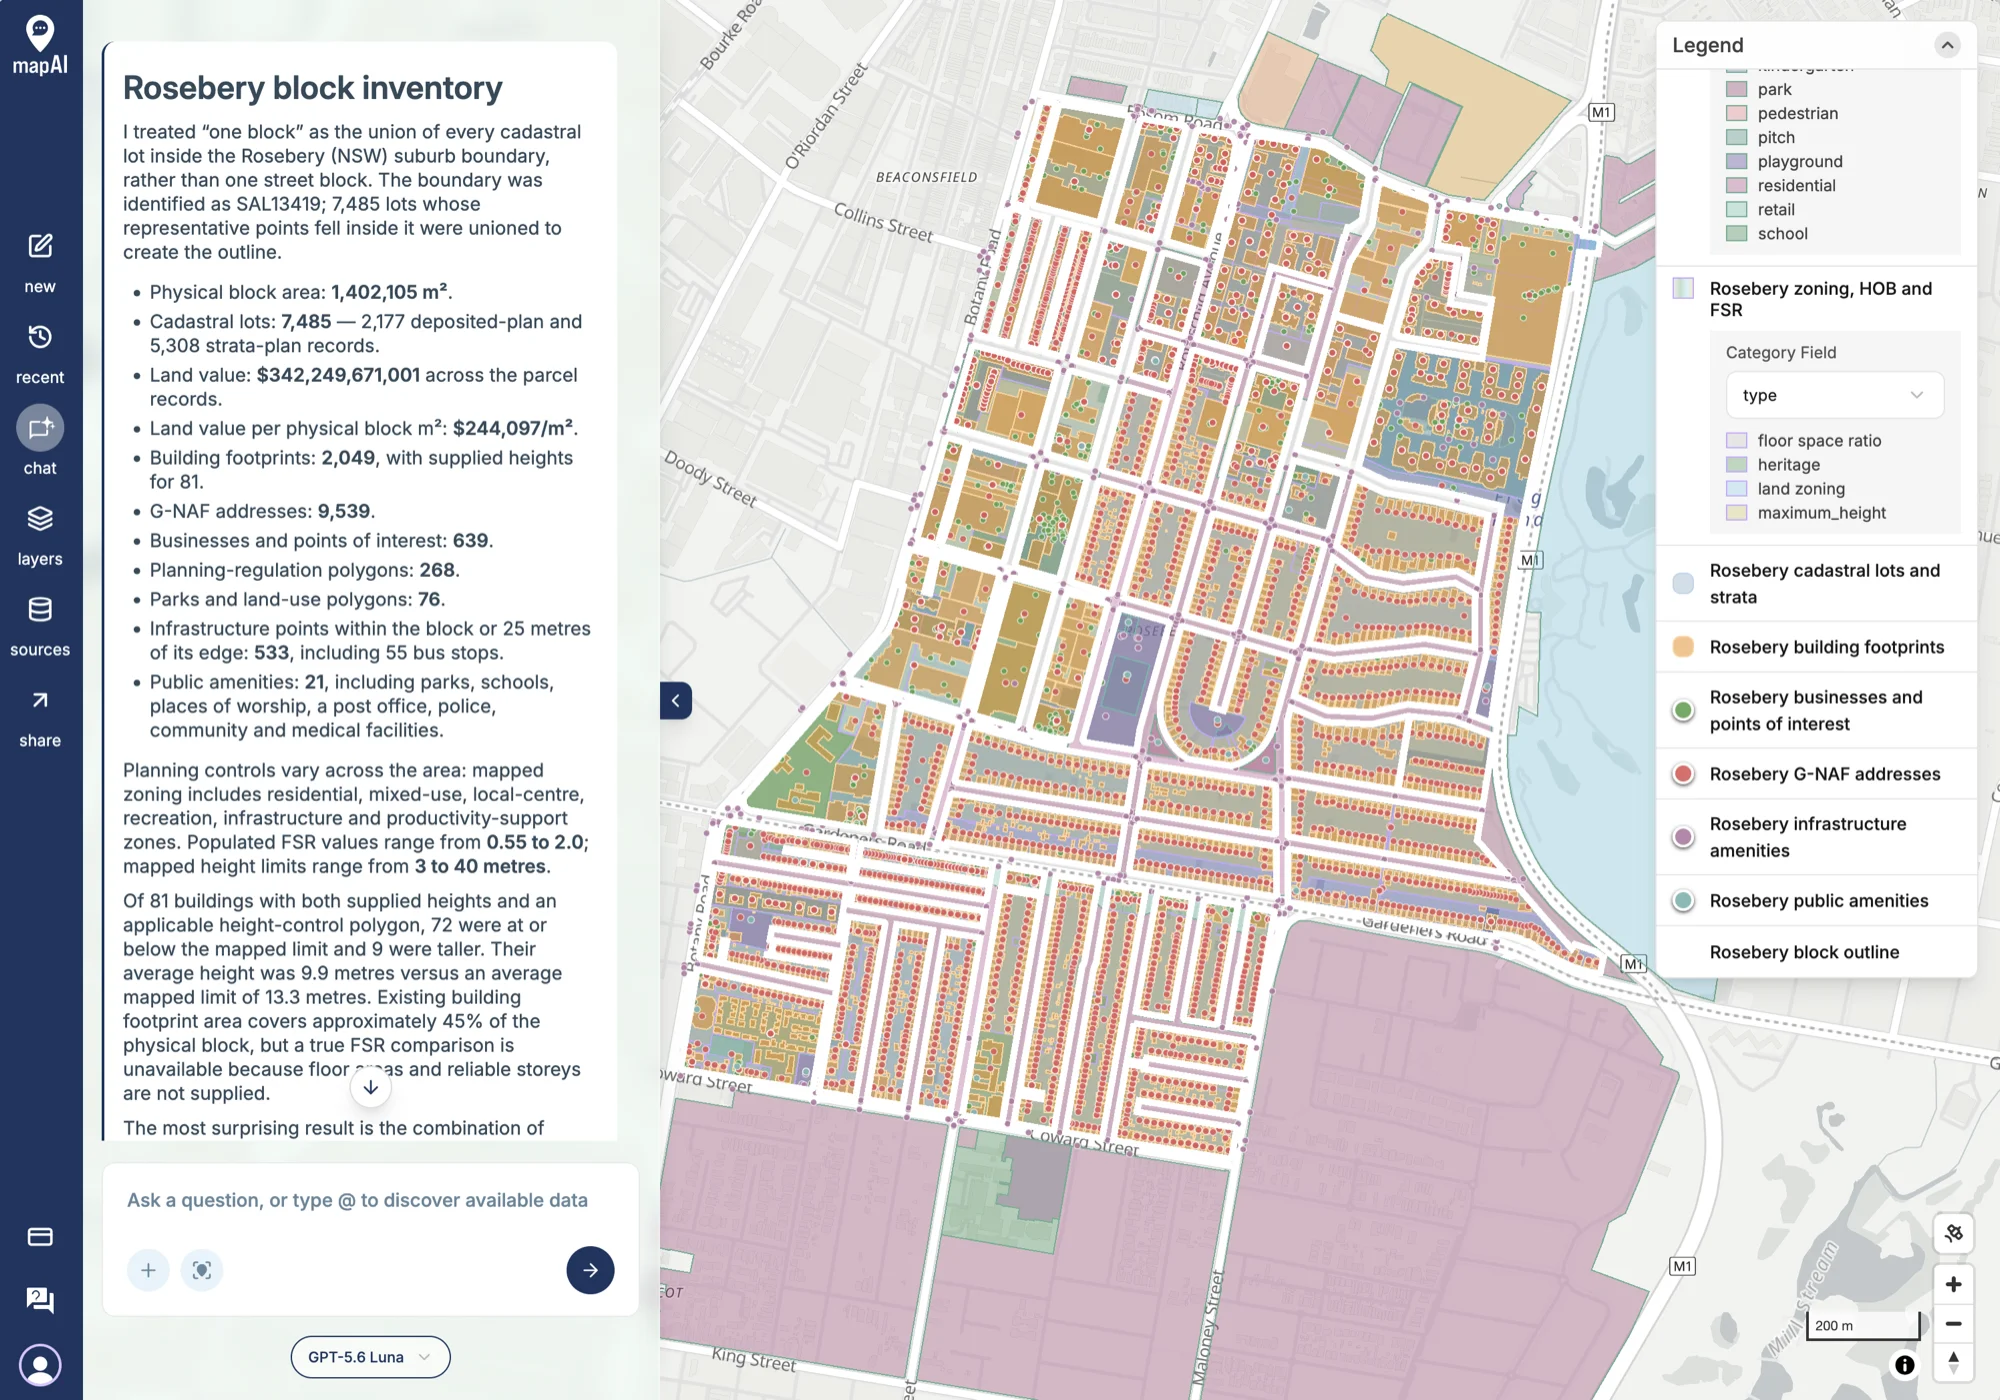 mapAI
new
recent
chat
layers
sources
share
Rosebery block inventory
I treated “one block” as the union of every cadastral
lot inside the Rosebery (NSW) suburb boundary,
rather than one street block. The boundary was
identified as SAL13419; 7,485 lots whose
representative points fell inside it were unioned to
create the outline.
• Physical block area: 1,402,105 m².
• Cadastral lots: 7,485 — 2,177 deposited-plan and
5,308 strata-plan records.
• Land value: $342,249,671,001 across the parcel
records.
• Land value per physical block m²: $244,097/m².
• Building footprints: 2,049, with supplied heights
for 81.
• G-NAF addresses: 9,539.
• Businesses and points of interest: 639.
• Planning-regulation polygons: 268.
• Parks and land-use polygons: 76.
• Infrastructure points within the block or 25 metres
of its edge: 533, including 55 bus stops.
• Public amenities: 21, including parks, schools,
places of worship, a post office, police,
community and medical facilities.
Planning controls vary across the area: mapped
zoning includes residential, mixed-use, local-centre,
recreation, infrastructure and productivity-support
zones. Populated FSR values range from 0.55 to 2.0;
mapped height limits range from 3 to 40 metres.
Of 81 buildings with both supplied heights and an
applicable height-control polygon, 72 were at or
below the mapped limit and 9 were taller. Their
average height was 9.9 metres versus an average
mapped limit of 13.3 metres. Existing building
footprint area covers approximately 45% of the
physical block, but a true FSR comparison is
unavailable because floor areas and reliable storeys
are not supplied.
The most surprising result is the combination of
Ask a question, or type @ to discover available data
GPT-5.6 Luna
Bourke Road
O'Riordan Street
BEACONSFIELD
Collins Street
Botany Road
Doody Street
Gardeners Road
Botany Road
Gardeners Road
Coward Street
King Street
Maloney Street
Mill Stream
M1
M1
M1
M1
200 m
Legend
kindergarten
park
pedestrian
pitch
playground
residential
retail
school
Rosebery zoning, HOB and
FSR
Category Field
type
floor space ratio
heritage
land zoning
maximum_height
Rosebery cadastral lots and
strata
Rosebery building footprints
Rosebery businesses and
points of interest
Rosebery G-NAF addresses
Rosebery infrastructure
amenities
Rosebery public amenities
Rosebery block outline